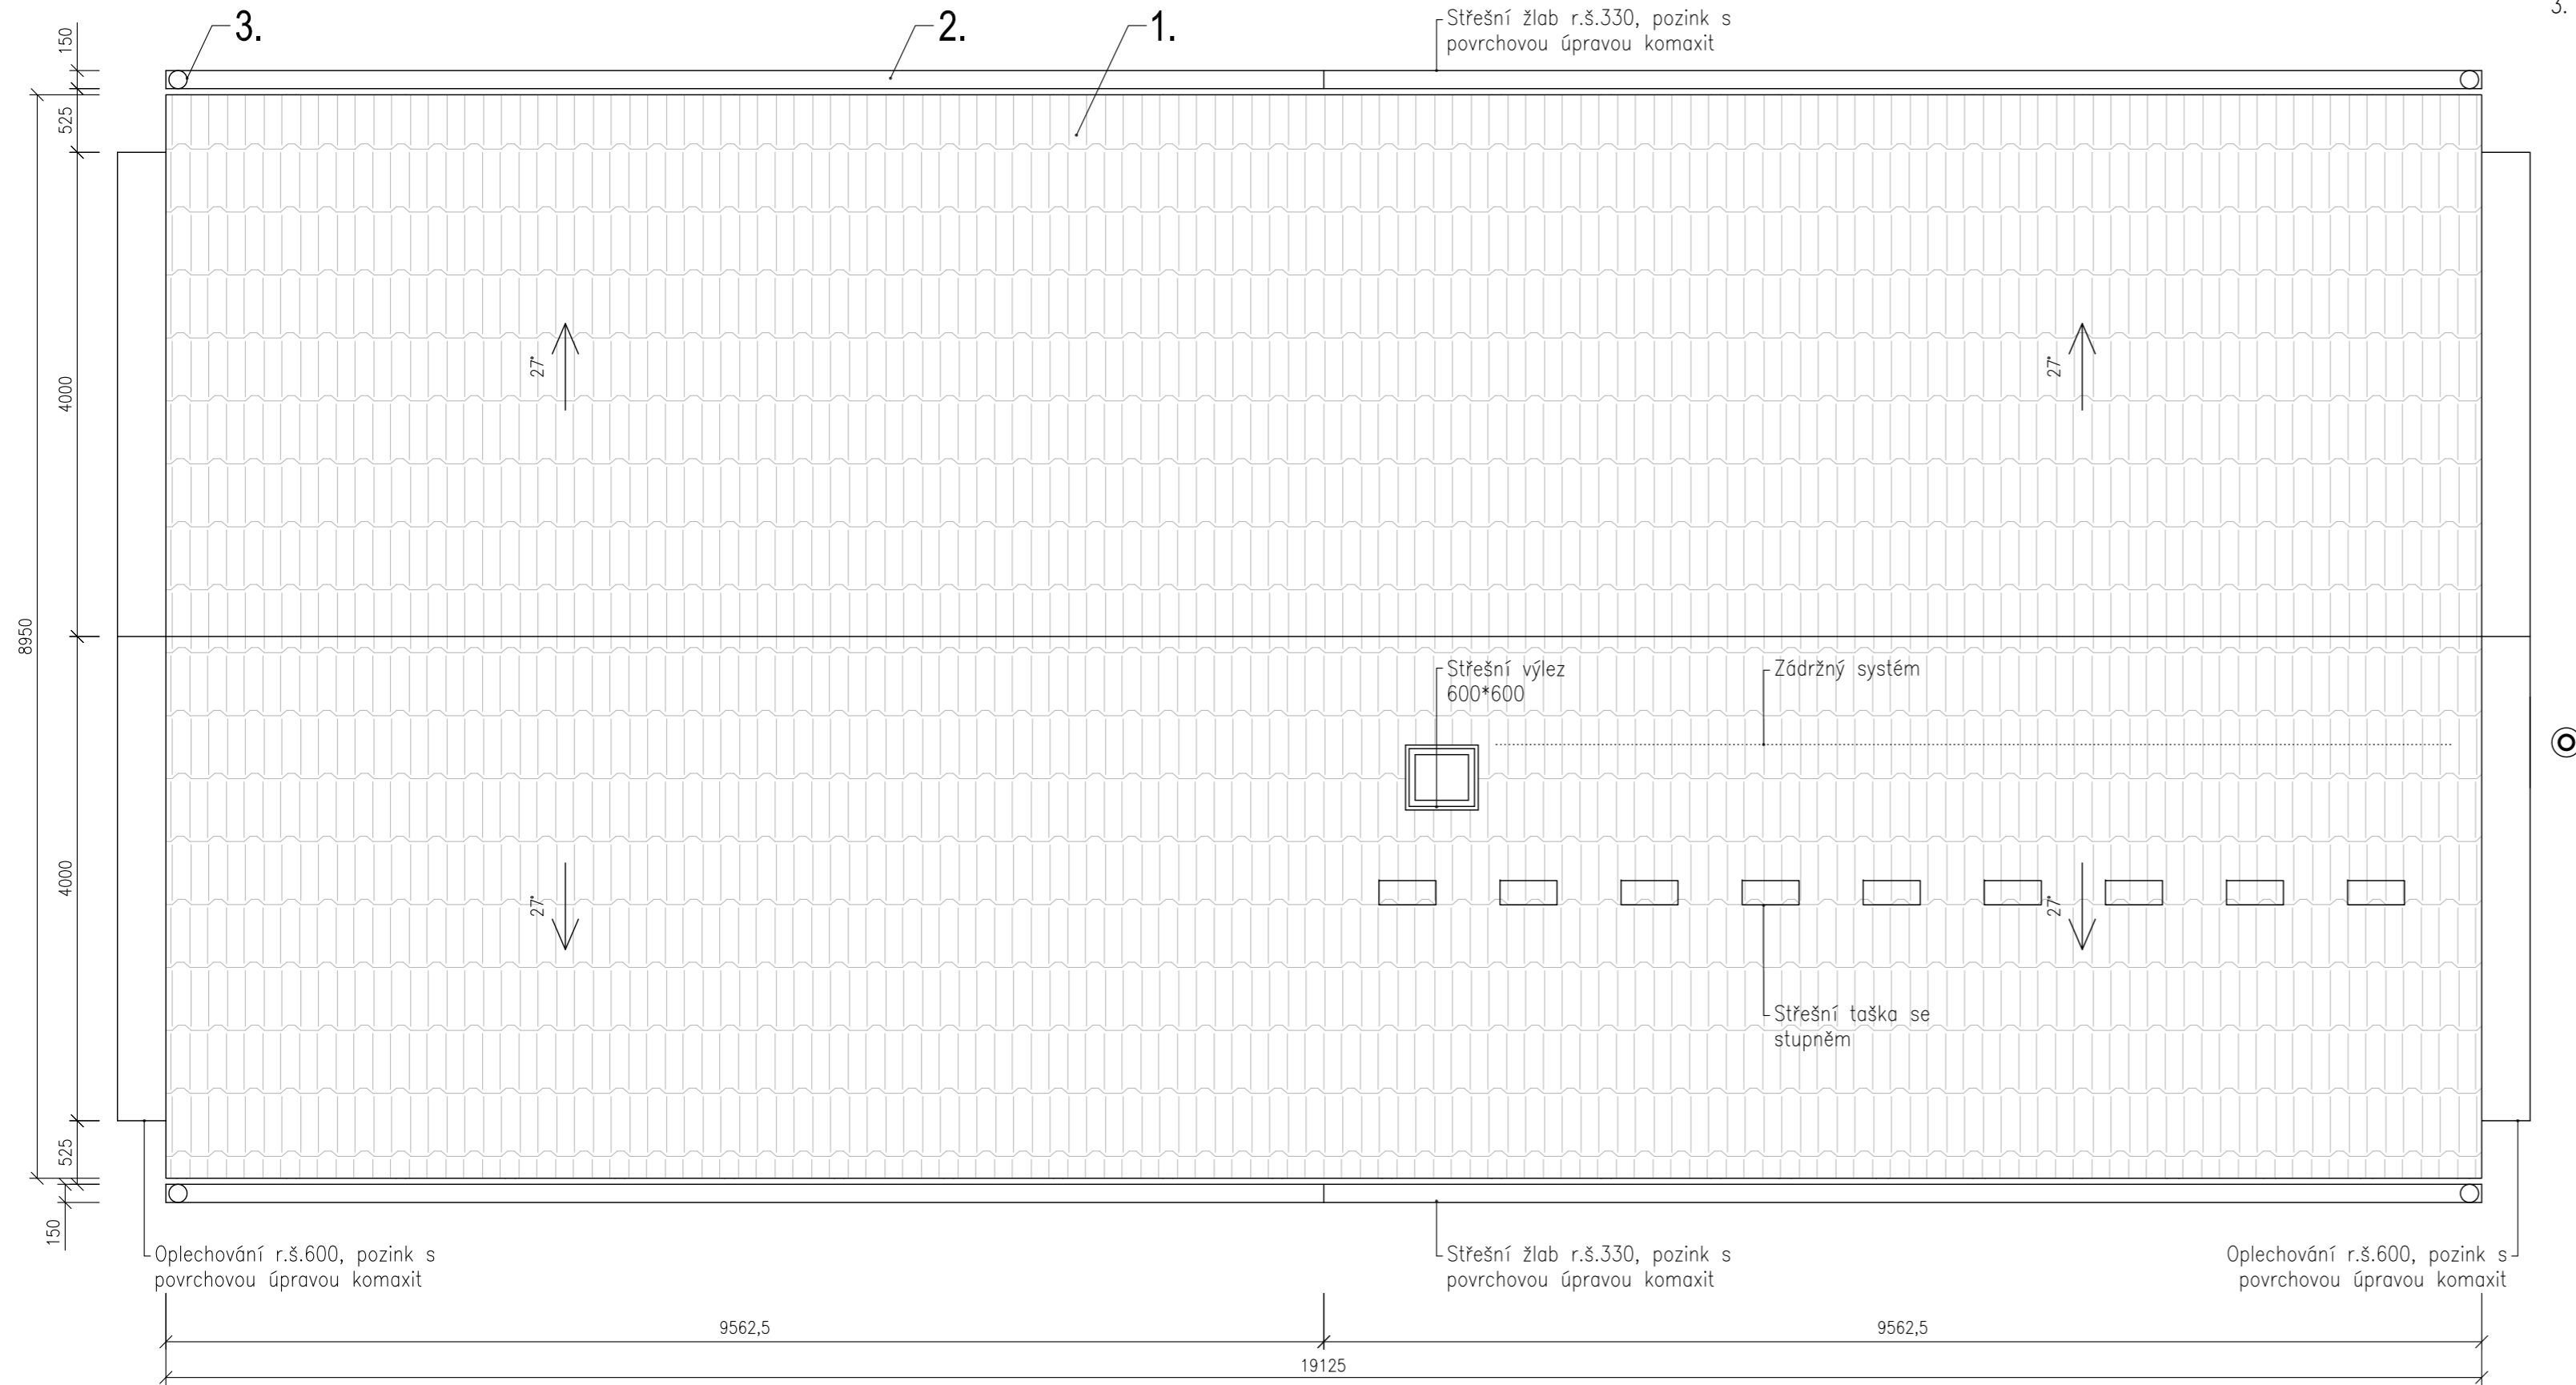 3.
2.
1.
Střešní žlab r.š.330, pozink s
povrchovou úpravou komaxit
3.
150
525
4000
27°
27°
8950
Střešní výlez
600*600
Zádržný systém
4000
27°
27°
Střešní taška se
stupněm
525
150
Oplechování r.š.600, pozink s
povrchovou úpravou komaxit
Střešní žlab r.š.330, pozink s
povrchovou úpravou komaxit
Oplechování r.š.600, pozink s
povrchovou úpravou komaxit
9562,5
9562,5
19125